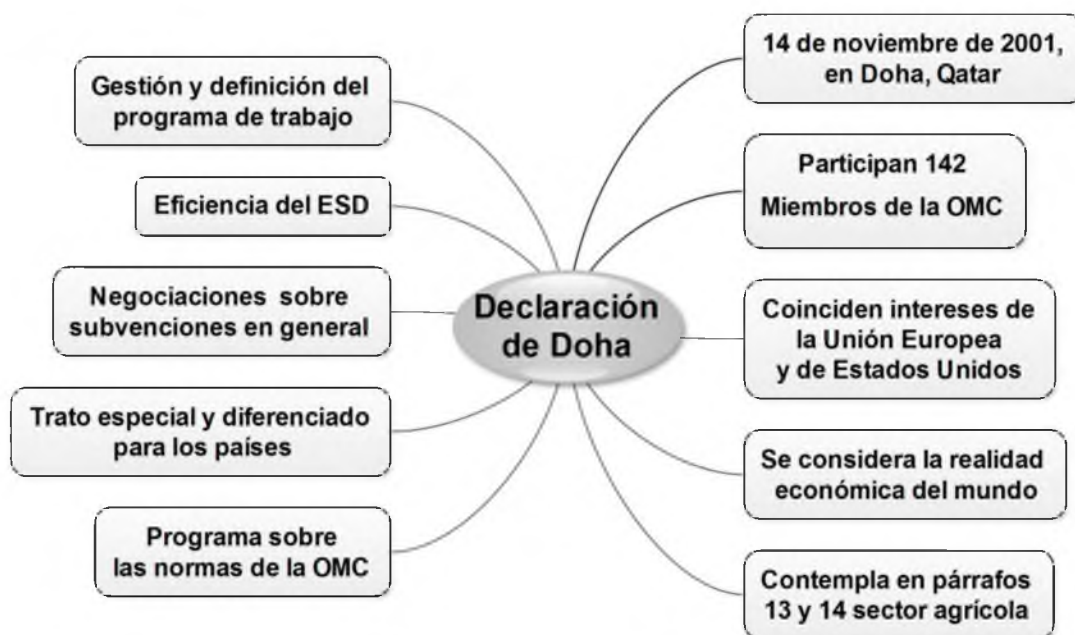 Declaración
de Doha
14 de noviembre de 2001,
en Doha, Qatar
Participan 142
Miembros de la OMC
Coinciden intereses de
la Unión Europea
y de Estados Unidos
Se considera la realidad
económica del mundo
Contempla en párrafos
13 y 14 sector agrícola
Gestión y definición del
programa de trabajo
Eficiencia del ESD
Negociaciones sobre
subvenciones en general
Trato especial y diferenciado
para los países
Programa sobre
las normas de la OMC